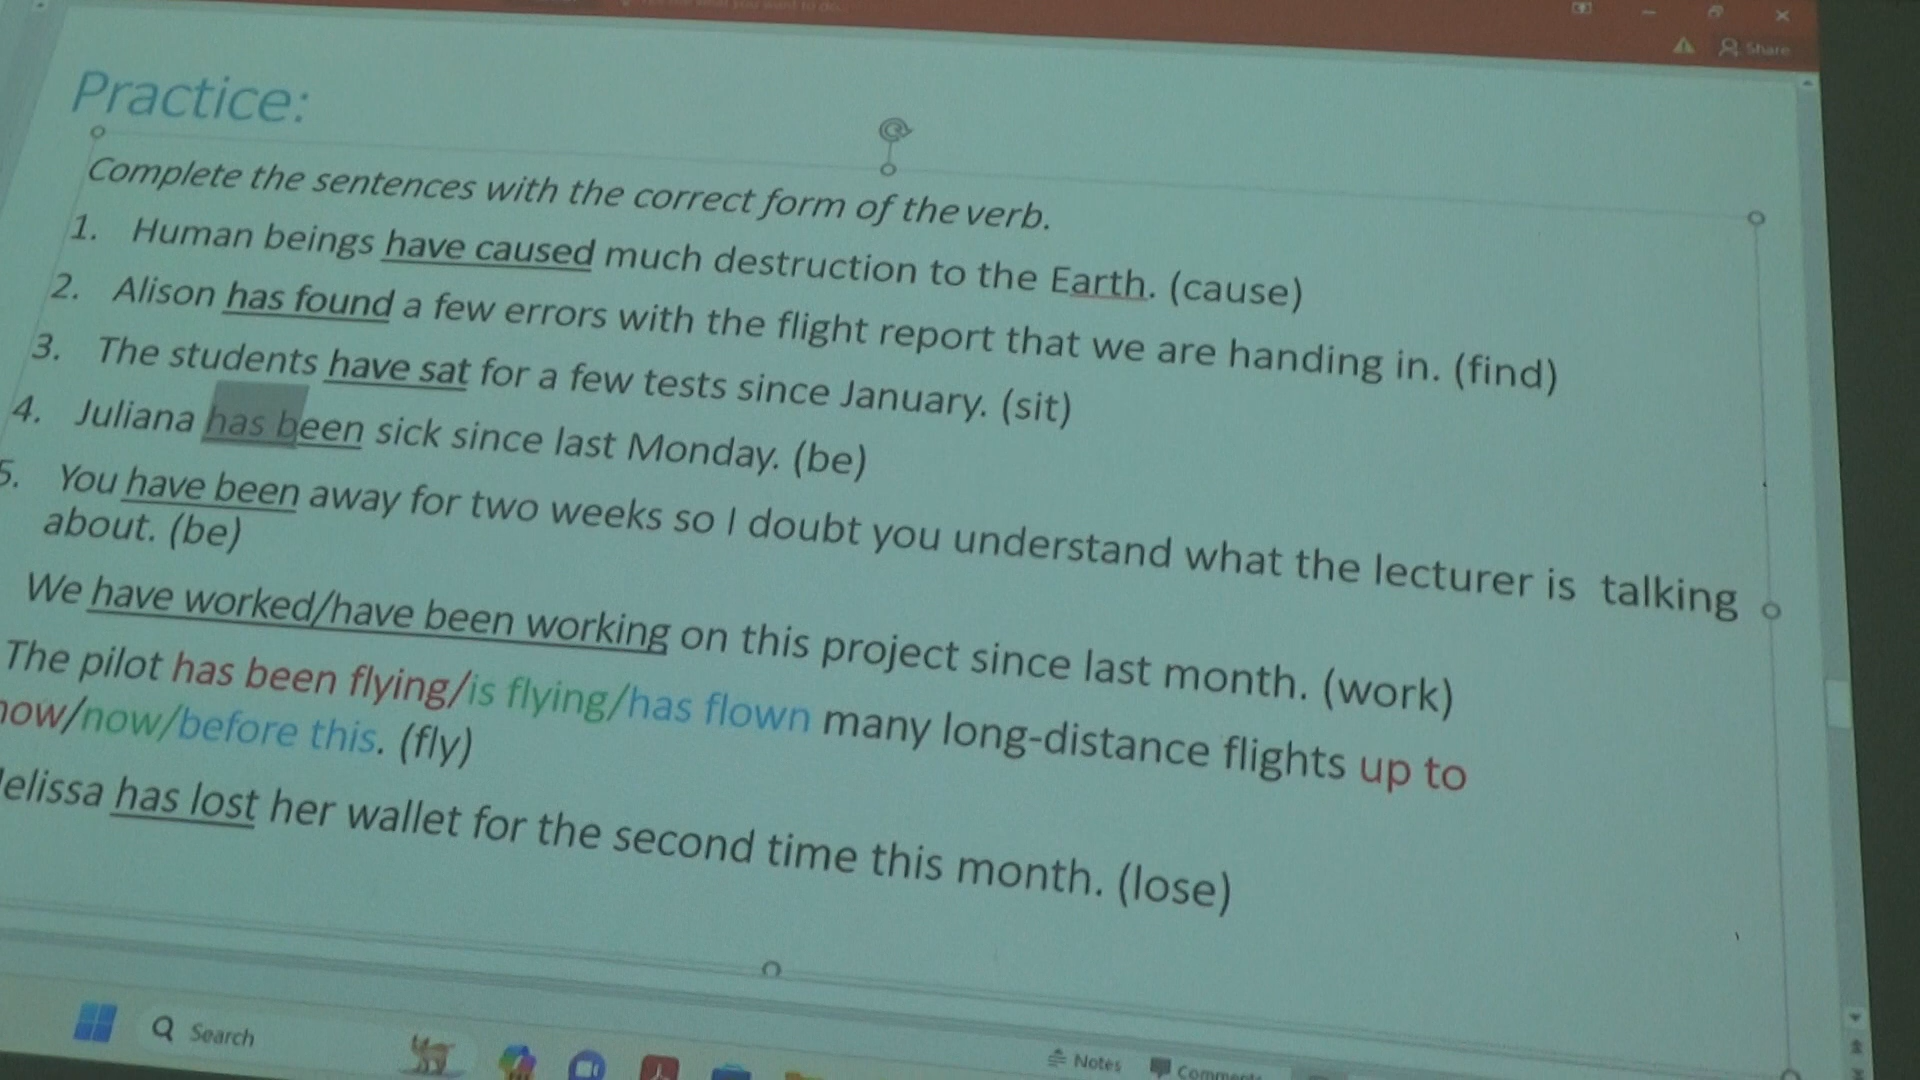 Share
Practice:
Complete the sentences with the correct form of the verb.
1. Human beings have caused much destruction to the Earth. (cause)
2. Alison has found a few errors with the flight report that we are handing in. (find)
3. The students have sat for a few tests since January. (sit)
4. Juliana has been sick since last Monday. (be)
5. You have been away for two weeks so I doubt you understand what the lecturer is talking
about. (be)
We have worked/have been working on this project since last month. (work)
The pilot has been flying/is flying/has flown many long-distance flights up to
now/now/before this. (fly)
elissa has lost her wallet for the second time this month. (lose)
Search
Notes
Comments